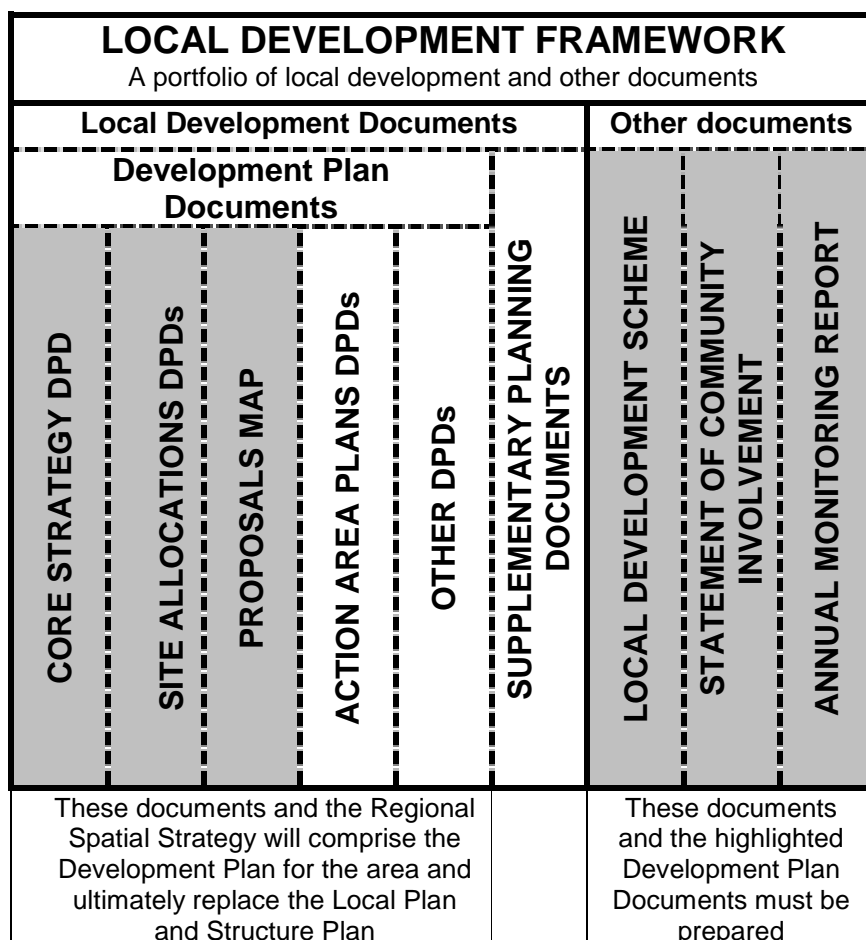 LOCAL DEVELOPMENT FRAMEWORK
A portfolio of local development and other documents
Local Development Documents
Other documents
Development Plan
Documents
CORE STRATEGY DPD
SITE ALLOCATIONS DPDs
PROPOSALS MAP
ACTION AREA PLANS DPDs
OTHER DPDs
SUPPLEMENTARY PLANNING
DOCUMENTS
LOCAL DEVELOPMENT SCHEME
STATEMENT OF COMMUNITY
INVOLVEMENT
ANNUAL MONITORING REPORT
These documents and the Regional
Spatial Strategy will comprise the
Development Plan for the area and
ultimately replace the Local Plan
and Structure Plan
These documents
and the highlighted
Development Plan
Documents must be
prepared